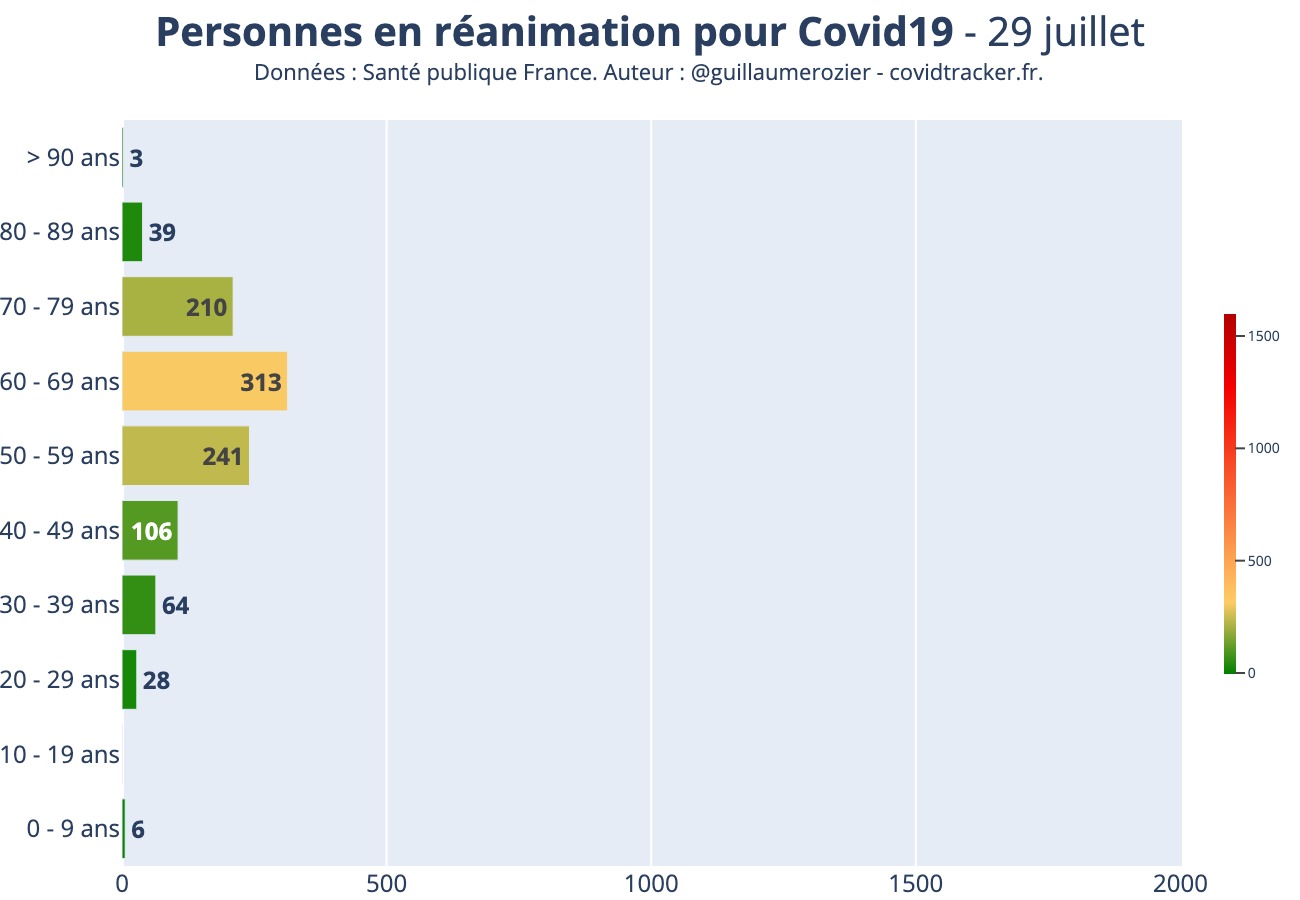 Personnes en réanimation pour Covid19 - 29 juillet
Données : Santé publique France. Auteur : @guillaumerozier - covidtracker.fr.
> 90 ans 3
80 - 89 ans 39
70 - 79 ans 210
60 - 69 ans 313
50 - 59 ans 241
40 - 49 ans 106
30 - 39 ans 64
20 - 29 ans 28
10 - 19 ans
0 - 9 ans 6
0 500 1000 1500 2000
1500
1000
500
0